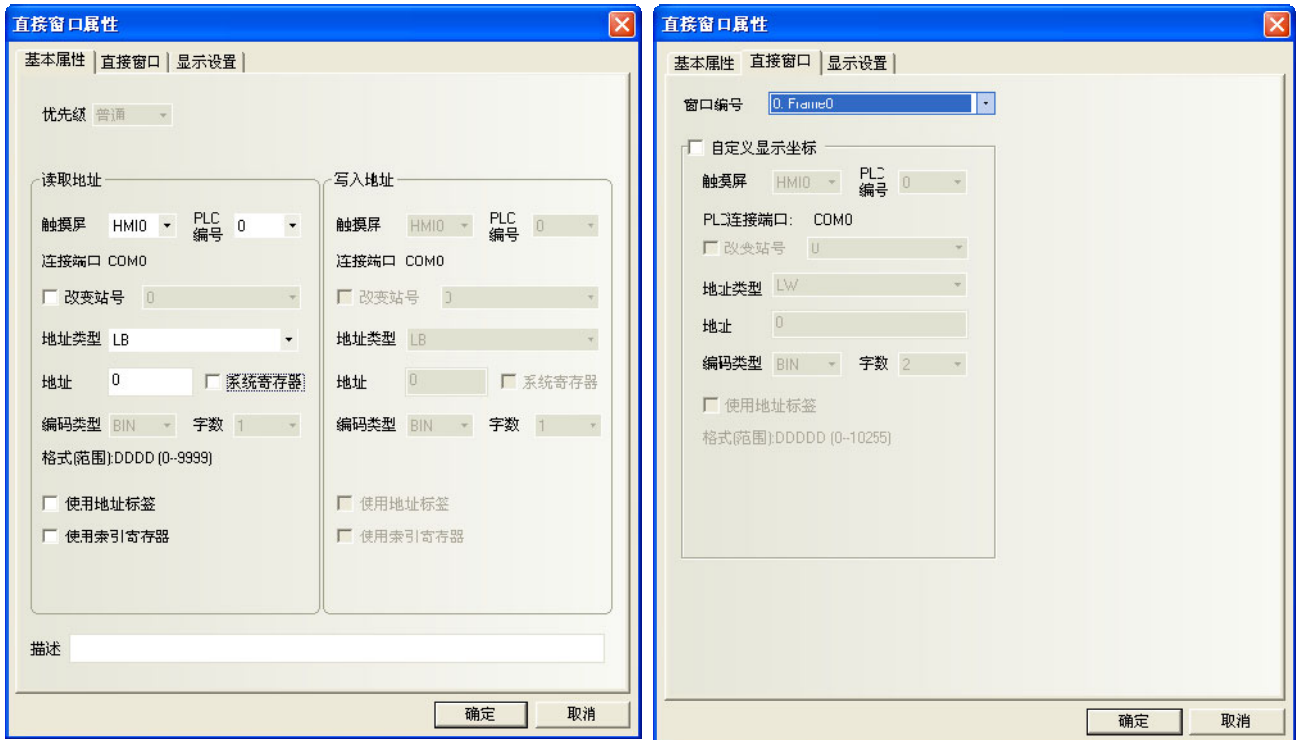 直接窗口属性
基本属性 直接窗口 显示设置
优先级 普通
读取地址
触摸屏 HMI0 PLC编号 0
连接端口 COM0
改变站号 0
地址类型 LB
地址 0 系统寄存器
编码类型 BIN 字数 1
格式(范围):DDDD (0--9999)
使用地址标签
使用索引寄存器
写入地址
触摸屏 HMI0 PLC编号 0
连接端口 COM0
改变站号 0
地址类型 LB
地址 0 系统寄存器
编码类型 BIN 字数 1
使用地址标签
使用索引寄存器
描述
确定 取消
直接窗口属性
基本属性 直接窗口 显示设置
窗口编号 0. Frame0
自定义显示坐标
触摸屏 HMI0 PLC编号 0
PLC连接端口: COM0
改变站号 0
地址类型 LW
地址 0
编码类型 BIN 字数 2
使用地址标签
格式(范围):DDDDD (0--10255)
确定 取消